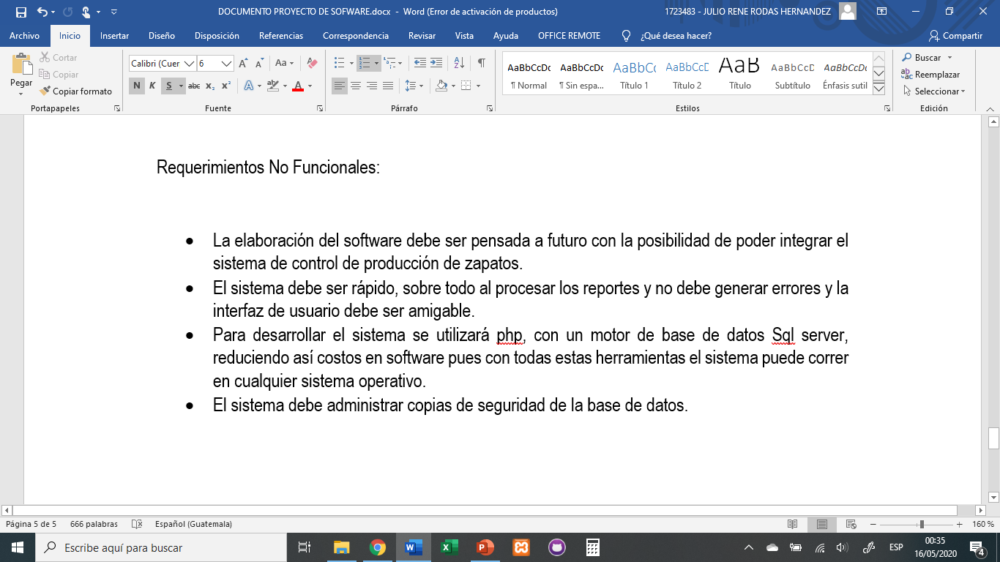 DOCUMENTO PROYECTO DE SOFWARE.docx - Word (Error de activación de productos)
1723483 - JULIO RENE RODAS HERNANDEZ
Archivo Inicio Insertar Diseño Disposición Referencias Correspondencia Revisar Vista Ayuda OFFICE REMOTE ¿Qué desea hacer? Compartir
Pegar
Cortar
Copiar
Copiar formato
Portapapeles
Calibri (Cuer 6
A A Aa
N K S abc x₂ x² A aby A
Fuente
Párrafo
AaBbCcDc AaBbCcDc AaBbCc AaBbCcD AaB AaBbCcD AaBbCcDc
¶ Normal ¶ Sin espa... Título 1 Título 2 Título Subtítulo Énfasis sutil
Estilos
Buscar
Reemplazar
Seleccionar
Edición
Requerimientos No Funcionales:
• La elaboración del software debe ser pensada a futuro con la posibilidad de poder integrar el
sistema de control de producción de zapatos.
• El sistema debe ser rápido, sobre todo al procesar los reportes y no debe generar errores y la
interfaz de usuario debe ser amigable.
• Para desarrollar el sistema se utilizará php, con un motor de base de datos Sql server,
reduciendo así costos en software pues con todas estas herramientas el sistema puede correr
en cualquier sistema operativo.
• El sistema debe administrar copias de seguridad de la base de datos.
Página 5 de 5 666 palabras Español (Guatemala) 160 %
Escribe aquí para buscar
ESP
00:35
16/05/2020
4